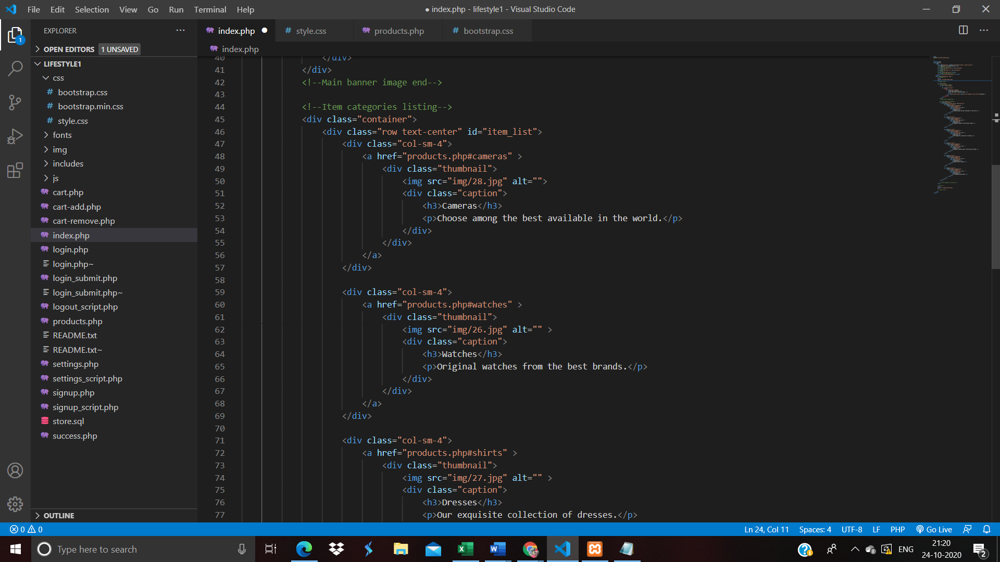 File Edit Selection View Go Run Terminal Help
● index.php - lifestyle1 - Visual Studio Code
EXPLORER
index.php
style.css
products.php
bootstrap.css
OPEN EDITORS 1 UNSAVED
index.php
LIFESTYLE1
css
bootstrap.css
bootstrap.min.css
style.css
fonts
img
includes
js
cart.php
cart-add.php
cart-remove.php
index.php
login.php
login.php~
login_submit.php
login_submit.php~
logout_script.php
products.php
README.txt
README.txt~
settings.php
settings_script.php
signup.php
signup_script.php
store.sql
success.php
OUTLINE
40 </div>
41 </div>
42 <!--Main banner image end-->
43
44 <!--Item categories listing-->
45 <div class="container">
46 <div class="row text-center" id="item_list">
47 <div class="col-sm-4">
48 <a href="products.php#cameras" >
49 <div class="thumbnail">
50 <img src="img/28.jpg" alt="">
51 <div class="caption">
52 <h3>Cameras</h3>
53 <p>Choose among the best available in the world.</p>
54 </div>
55 </div>
56 </a>
57 </div>
58
59 <div class="col-sm-4">
60 <a href="products.php#watches" >
61 <div class="thumbnail">
62 <img src="img/26.jpg" alt="" >
63 <div class="caption">
64 <h3>Watches</h3>
65 <p>Original watches from the best brands.</p>
66 </div>
67 </div>
68 </a>
69 </div>
70
71 <div class="col-sm-4">
72 <a href="products.php#shirts" >
73 <div class="thumbnail">
74 <img src="img/27.jpg" alt="" >
75 <div class="caption">
76 <h3>Dresses</h3>
77 <p>Our exquisite collection of dresses.</p>
0 0
Ln 24, Col 11 Spaces: 4 UTF-8 LF PHP Go Live
Type here to search
ENG
21:20
24-10-2020
2
1